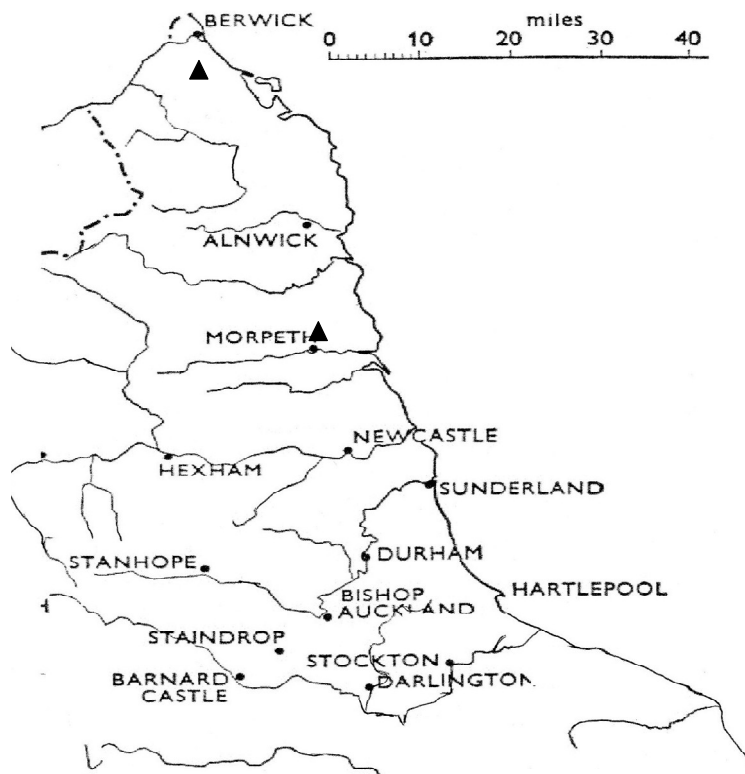 BERWICK
miles
0 10 20 30 40
ALNWICK
MORPETH
NEWCASTLE
HEXHAM
SUNDERLAND
DURHAM
STANHOPE
HARTLEPOOL
BISHOP
AUCKLAND
STAINDROP
STOCKTON
BARNARD
CASTLE
DARLINGTON